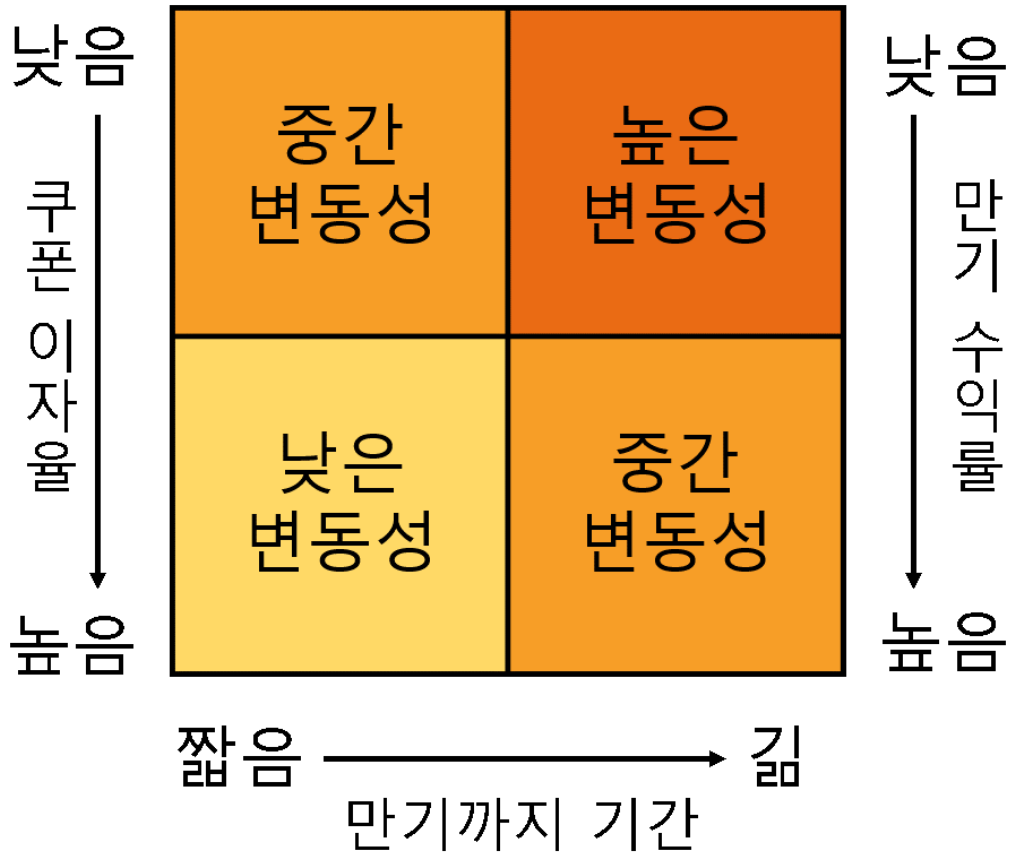 낮음
쿠폰 이자율
높음
중간
변동성
높은
변동성
낮은
변동성
중간
변동성
낮음
만기 수익률
높음
짧음
긺
만기까지 기간